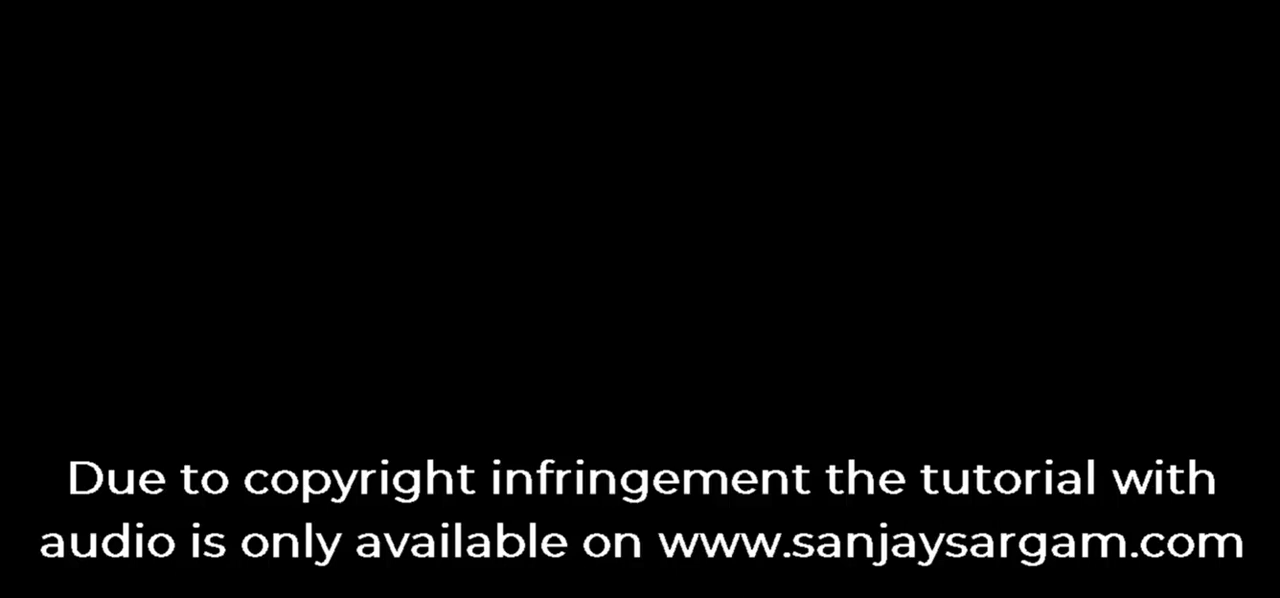 Due to copyright infringement the tutorial with
audio is only available on www.sanjaysargam.com